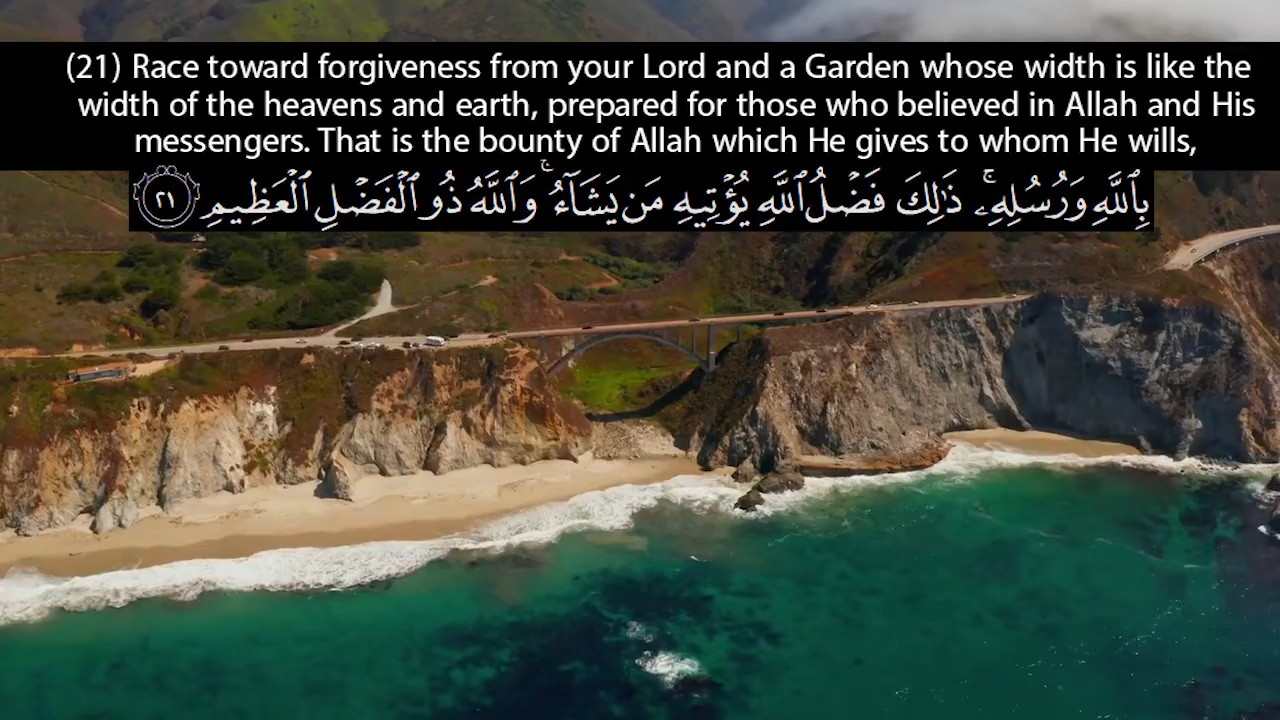 (21) Race toward forgiveness from your Lord and a Garden whose width is like the
width of the heavens and earth, prepared for those who believed in Allah and His
messengers. That is the bounty of Allah which He gives to whom He wills,
بِٱللَّهِ وَرُسُلِهِۦۚ ذَٰلِكَ فَضۡلُ ٱللَّهِ يُؤۡتِيهِ مَن يَشَآءُۚ وَٱللَّهُ ذُو ٱلۡفَضۡلِ ٱلۡعَظِيمِ ٢١